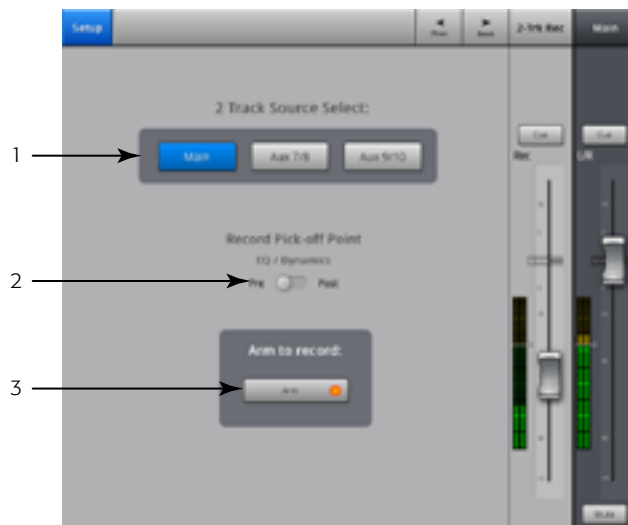 Setup
Prev
Next
2-Trk Rec
Main
2 Track Source Select:
Cut
Cut
1
Main
Aux 7/8
Aux 9/10
Rec
L/R
Record Pick-off Point
EQ / Dynamics
2
Pre
Post
Arm to record:
3
Arm
Mute